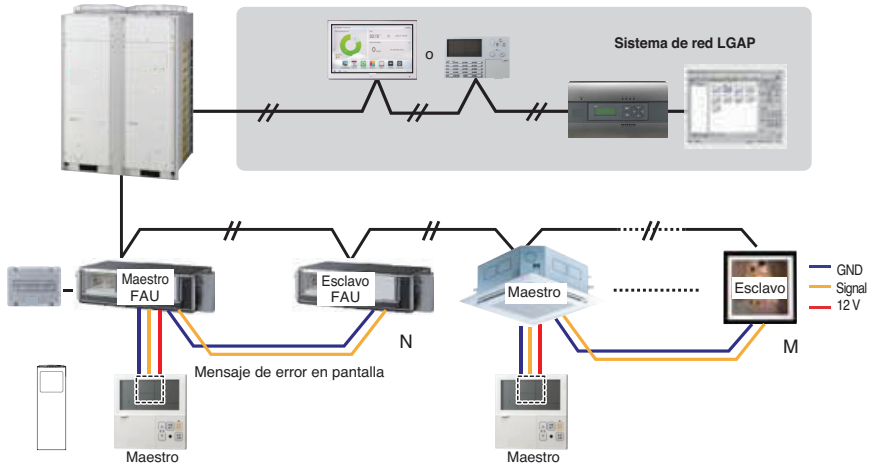 Sistema de red LGAP
o
Maestro
FAU
Esclavo
FAU
Maestro
Esclavo
GND
Signal
12 V
N
M
Mensaje de error en pantalla
Maestro
Maestro